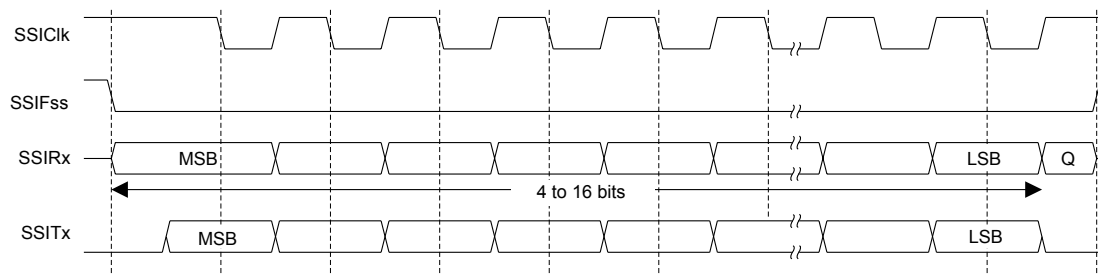 SSIClk
SSIFss
SSIRx MSB LSB Q
4 to 16 bits
SSITx MSB LSB